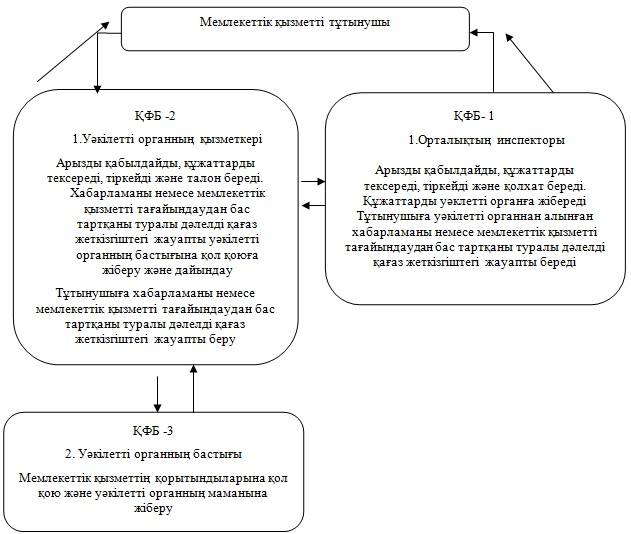 Мемлекеттік қызметті тұтынушы
ҚФБ -2
1.Уәкілетті органның қызметкері
Арызды қабылдайды, құжаттарды
тексереді, тіркейді және талон береді.
Хабарламаны немесе мемлекеттік
қызметті тағайындаудан бас
тартқаны туралы дәлелді қағаз
жеткізгіштегі жауапты уәкілетті
органның бастығына қол қоюға
жіберу және дайындау
Тұтынушыға хабарламаны немесе
мемлекеттік қызметті тағайындаудан бас
тартқаны туралы дәлелді қағаз
жеткізгіштегі жауапты беру
ҚФБ- 1
1.Орталықтың инспекторы
Арызды қабылдайды, құжаттарды
тексереді, тіркейді және қолхат береді.
Құжаттарды уәклетті органға жібереді
Тұтынушыға уәкілетті органнан алынған
хабарламаны немесе мемлекеттік қызметті
тағайындаудан бас тартқаны туралы дәлелді
қағаз жеткізгіштегі жауапты береді
ҚФБ -3
2. Уәкілетті органның бастығы
Мемлекеттік қызметтің қорытындыларына қол
қою және уәкілетті органның маманына
жіберу